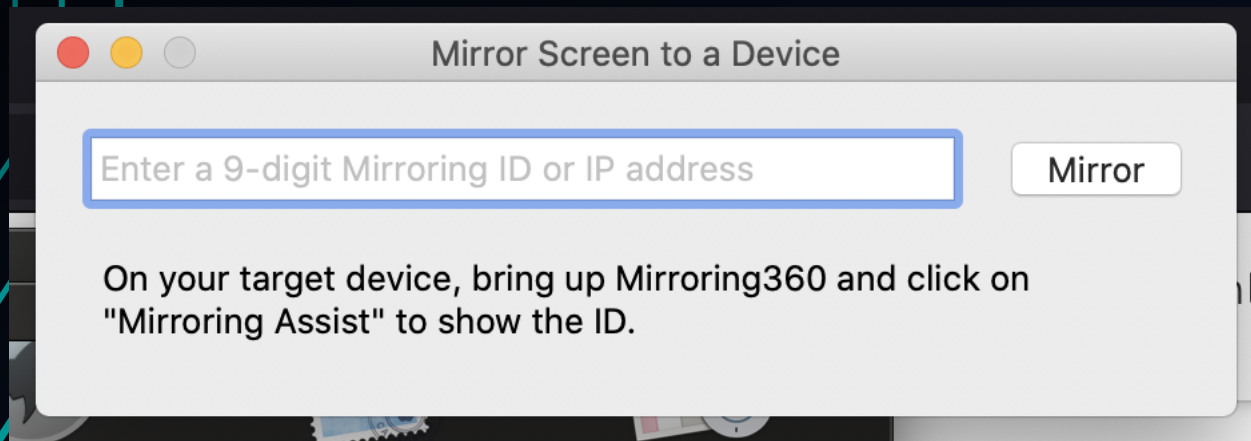 Mirror Screen to a Device
Enter a 9-digit Mirroring ID or IP address
Mirror
On your target device, bring up Mirroring360 and click on
"Mirroring Assist" to show the ID.